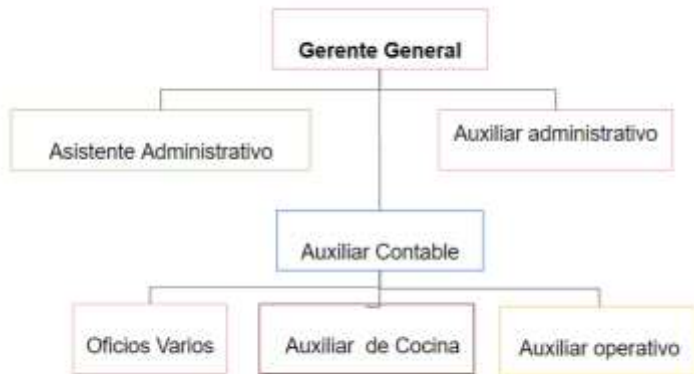 Gerente General
Asistente Administrativo
Auxiliar administrativo
Auxiliar Contable
Oficios Varios
Auxiliar de Cocina
Auxiliar operativo